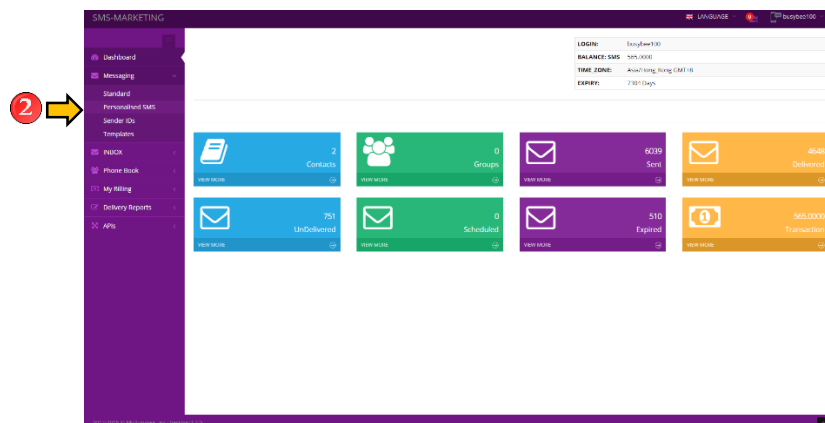 SMS-MARKETING
LANGUAGE
busybee100
LOGIN: busybee100
BALANCE: SMS 565.0000
TIME ZONE:
EXPIRY: Days
Dashboard
Messaging
Standard
Personalised SMS
Sender IDs
Templates
INBOX
Phone Book
My Billing
Delivery Reports
APIs
2
2
Contacts
VIEW MORE
0
Groups
VIEW MORE
6039
Sent
VIEW MORE
4648
Delivered
VIEW MORE
751
UnDelivered
VIEW MORE
0
Scheduled
VIEW MORE
510
Expired
VIEW MORE
565.0000
Transaction
VIEW MORE